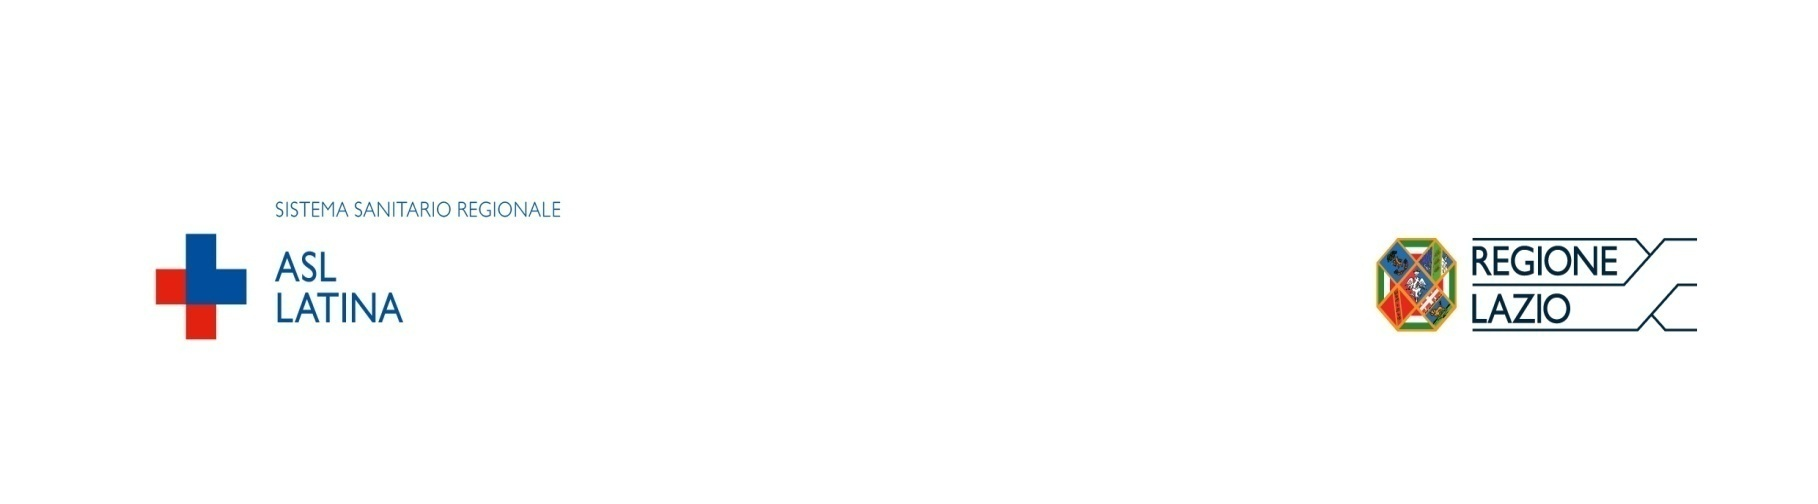 SISTEMA SANITARIO REGIONALE
ASL
LATINA
REGIONE
LAZIO